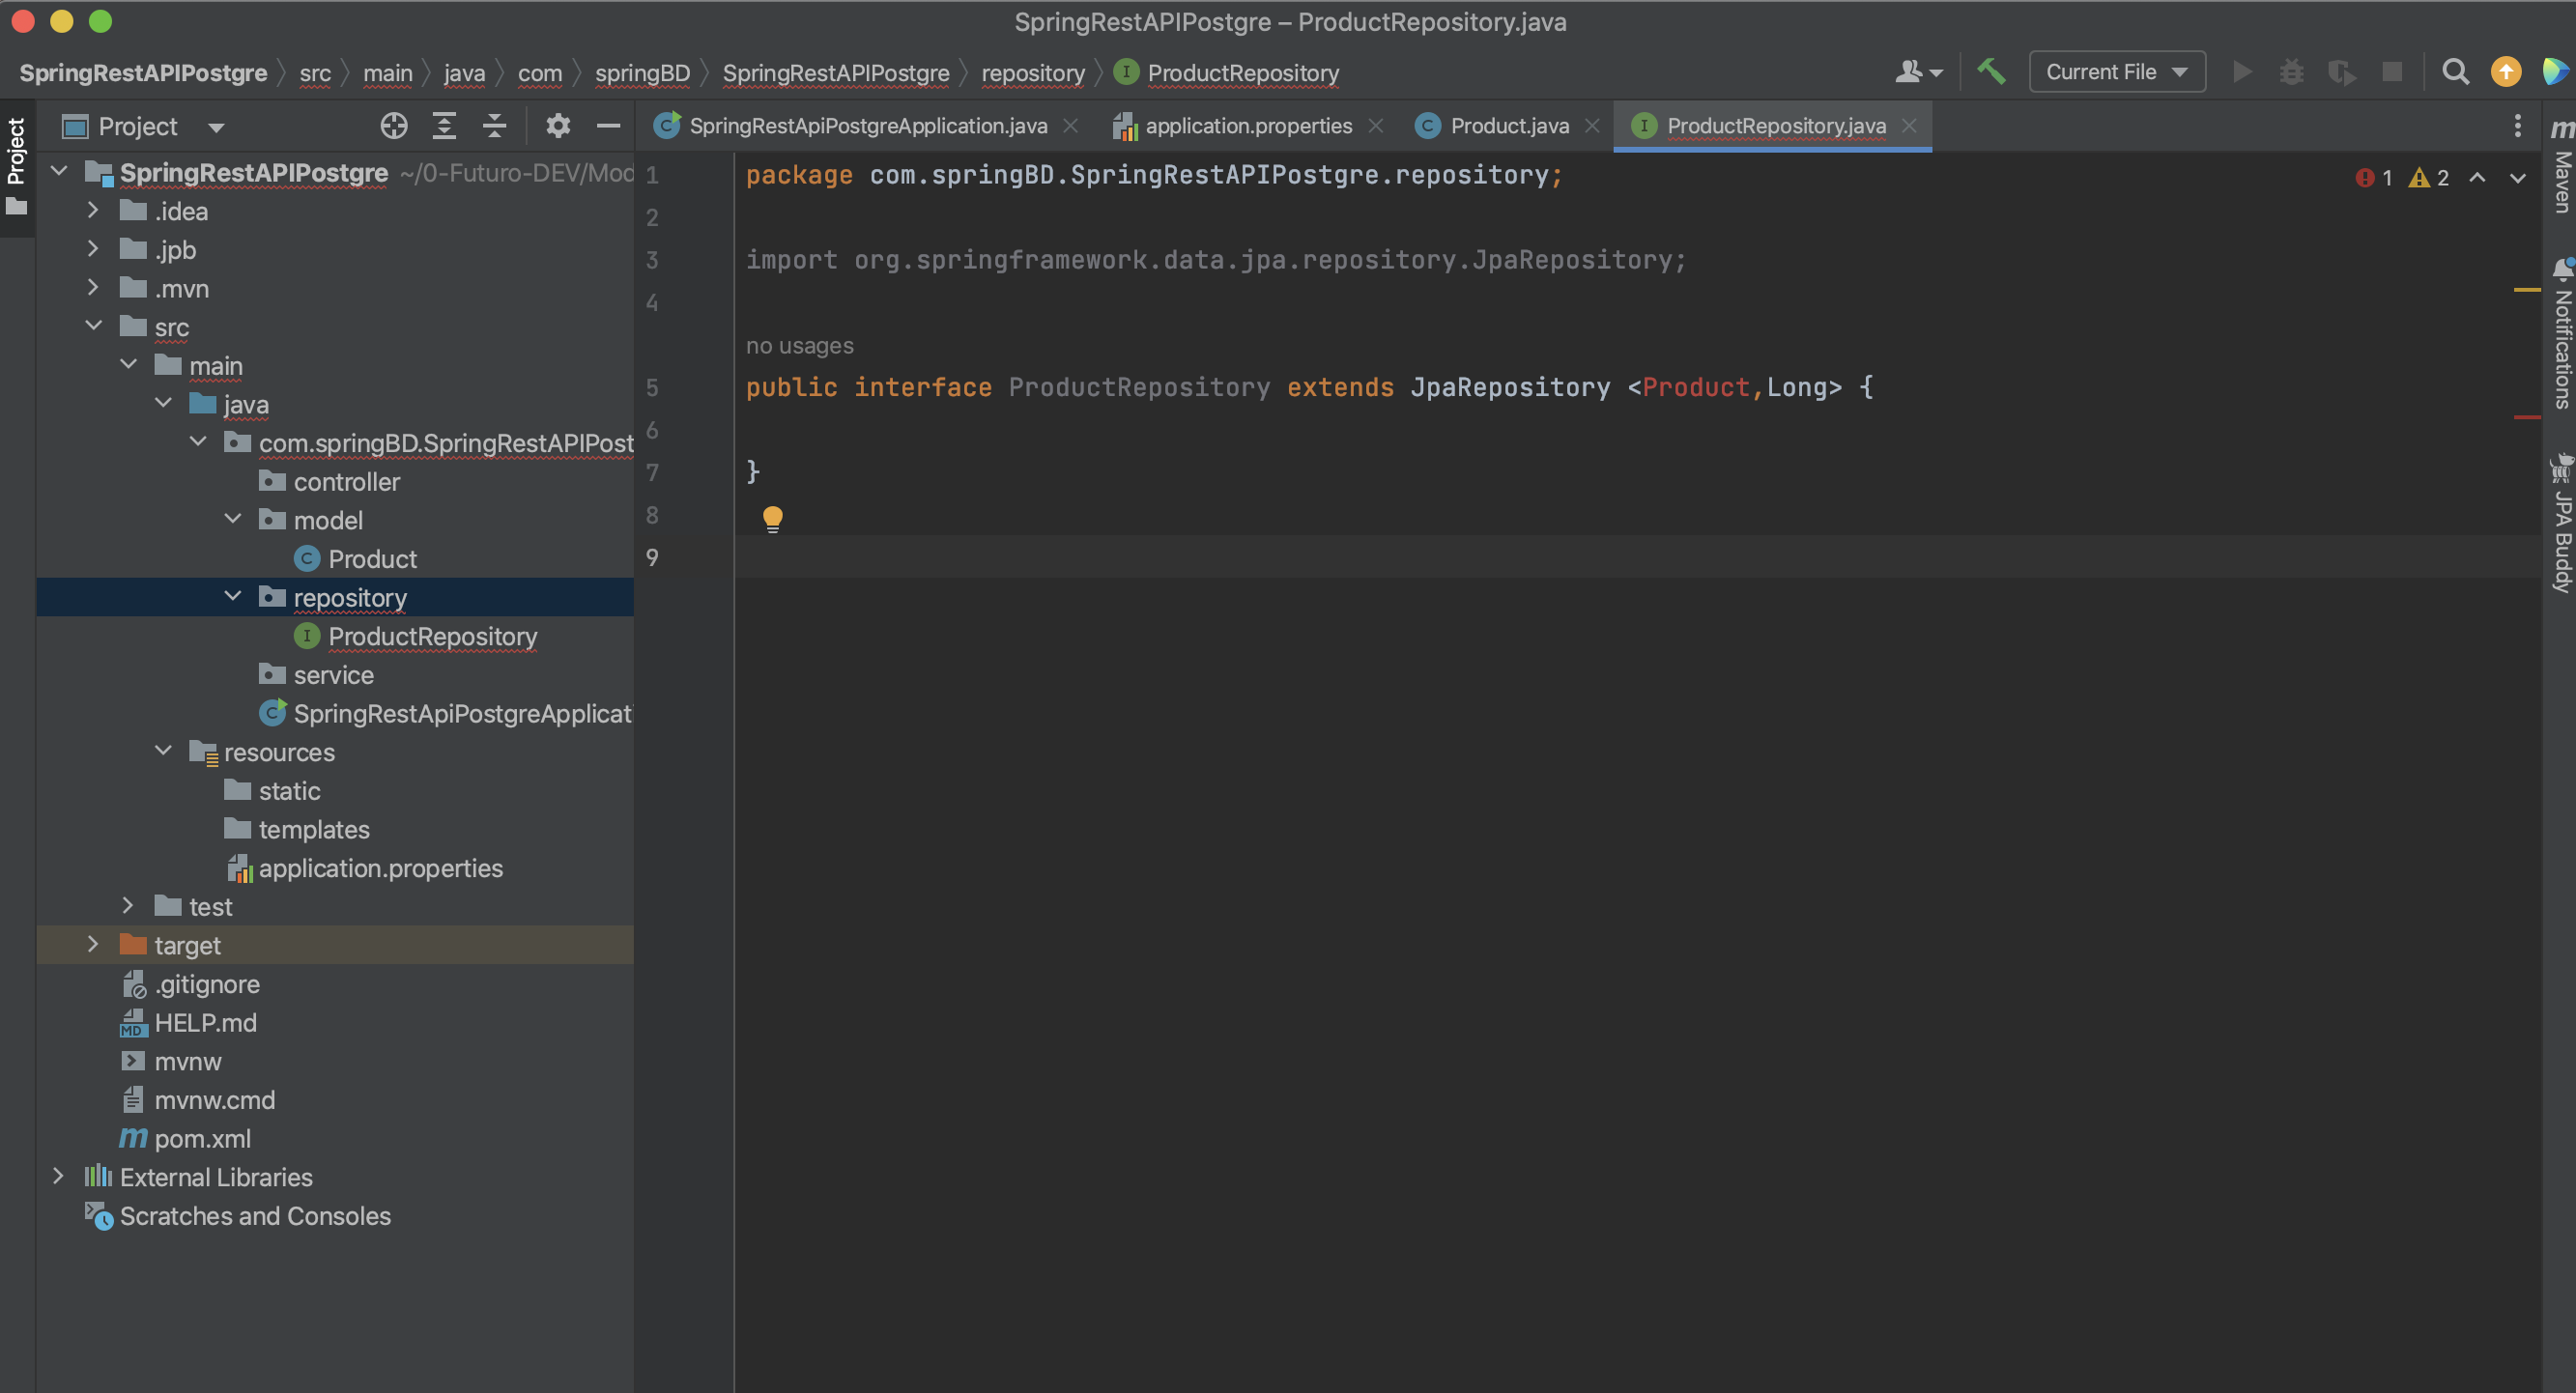 SpringRestAPIPostgre – ProductRepository.java
SpringRestAPIPostgre src main java com springBD SpringRestAPIPostgre repository ProductRepository Current File
Project
SpringRestApiPostgreApplication.java application.properties Product.java ProductRepository.java
Project
SpringRestAPIPostgre ~/0-Futuro-DEV/Mod
.idea
.jpb
.mvn
src
main
java
com.springBD.SpringRestAPIPost
controller
model
Product
repository
ProductRepository
service
SpringRestApiPostgreApplicati
resources
static
templates
application.properties
test
target
.gitignore
HELP.md
mvnw
mvnw.cmd
pom.xml
External Libraries
Scratches and Consoles
1 package com.springBD.SpringRestAPIPostgre.repository;
2
3 import org.springframework.data.jpa.repository.JpaRepository;
4
no usages
5 public interface ProductRepository extends JpaRepository <Product,Long> {
6
7 }
8
9
1 2
Maven
Notifications
JPA Buddy